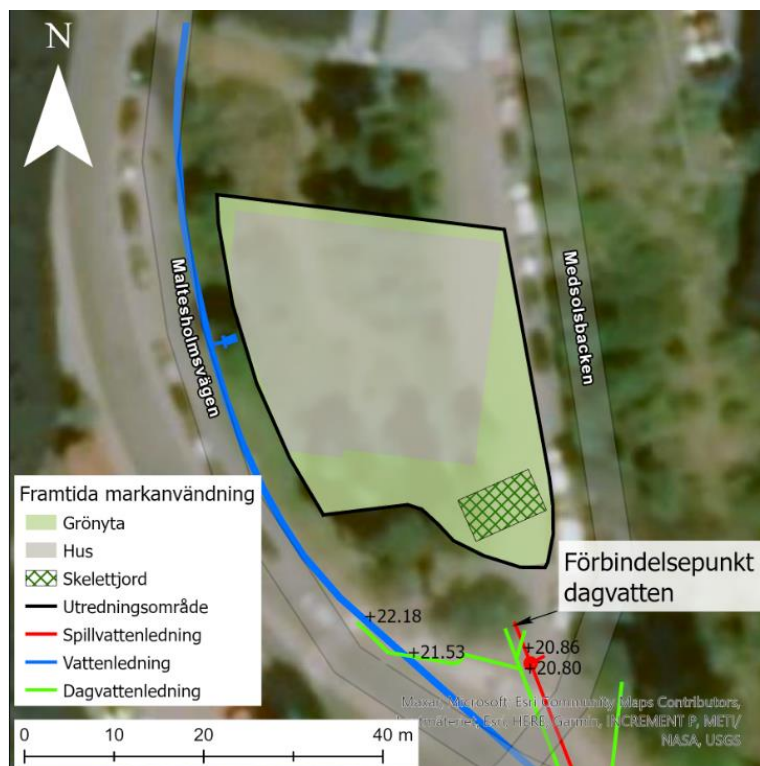 N
Maltesholmsvägen
Medsolsbacken
Framtida markanvändning
Grönyta
Hus
Skelettjord
Utredningsområde
Spillvattenledning
Vattenledning
Dagvattenledning
Förbindelsepunkt
dagvatten
+22.18
+21.53
+20.86
+20.80
Maxar, Microsoft, Esri Community Maps Contributors,
Esri, HERE, Garmin, INCREMENT P, METI/
NASA, USGS
0 10 20 40 m